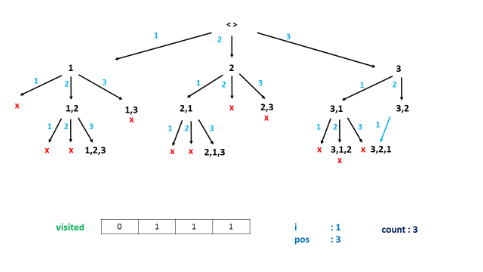 < >
1 2 3
1 2 3
1 2 3 1 2 3 1 2
x 1,2 1,3 2,1 x 2,3 3,1 3,2
x x
1 2 3 1 2 3 1 2 3 1
x x 1,2,3 x x 2,1,3 x 3,1,2 x 3,2,1
x
visited 0 1 1 1 i : 1 count : 3
pos : 3